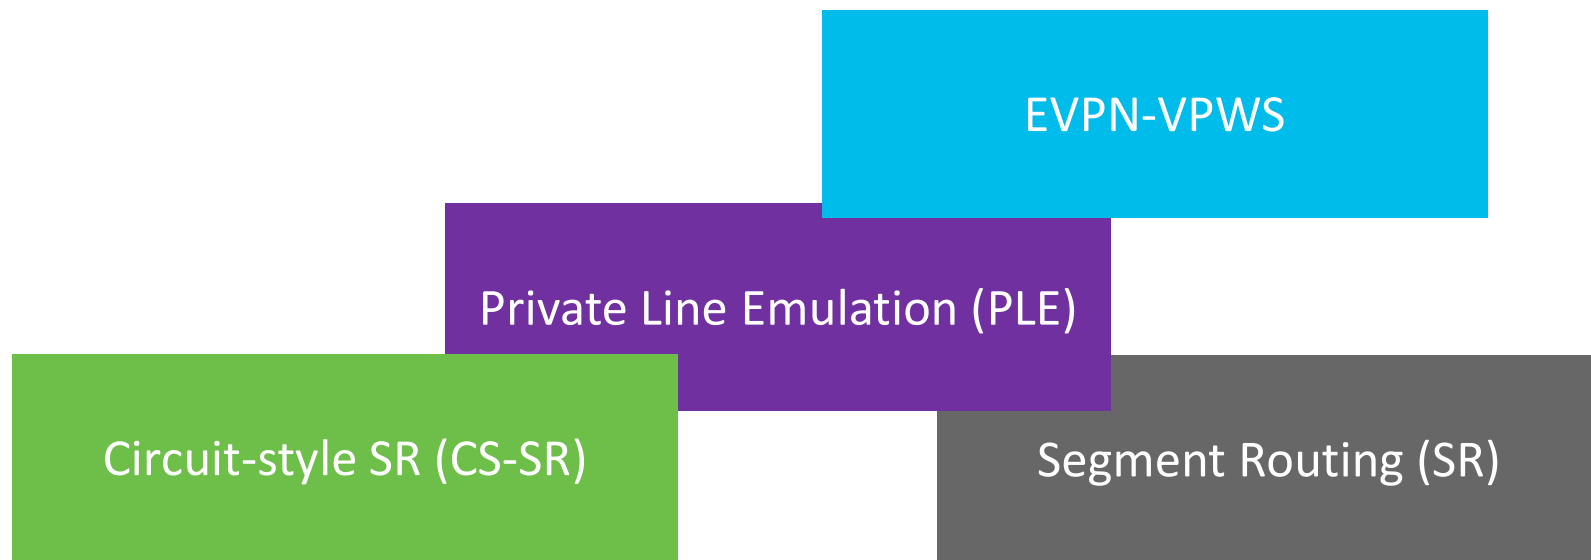 EVPN-VPWS
Private Line Emulation (PLE)
Circuit-style SR (CS-SR)
Segment Routing (SR)